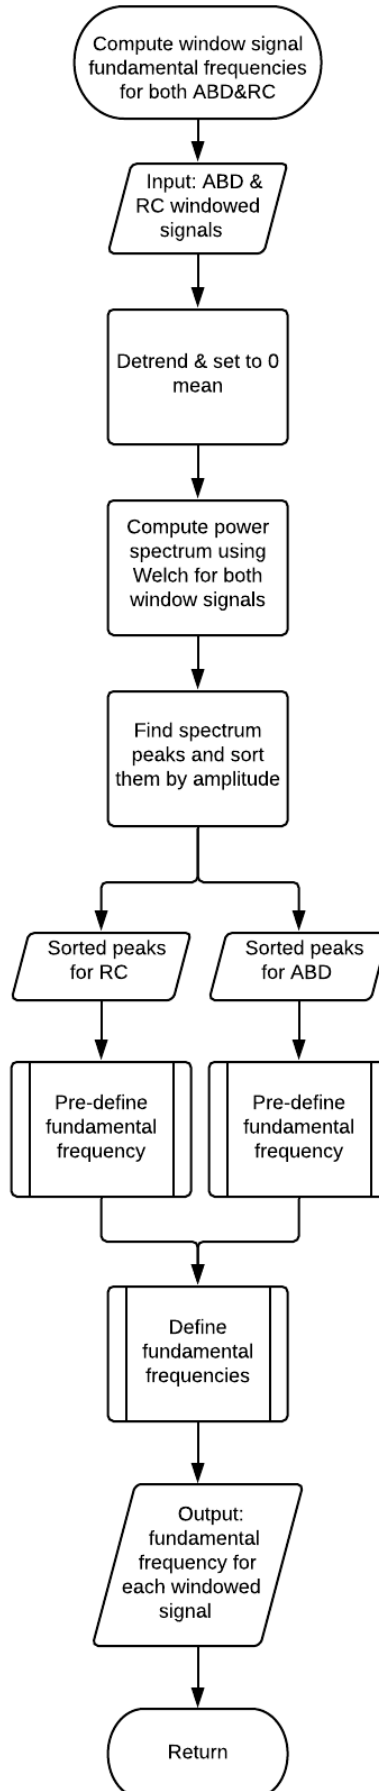 Compute window signal
fundamental frequencies
for both ABD&RC
Input: ABD &
RC windowed
signals
Detrend & set to 0
mean
Compute power
spectrum using
Welch for both
window signals
Find spectrum
peaks and sort
them by amplitude
Sorted peaks
for RC
Sorted peaks
for ABD
Pre-define
fundamental
frequency
Pre-define
fundamental
frequency
Define
fundamental
frequencies
Output:
fundamental
frequency for
each windowed
signal
Return